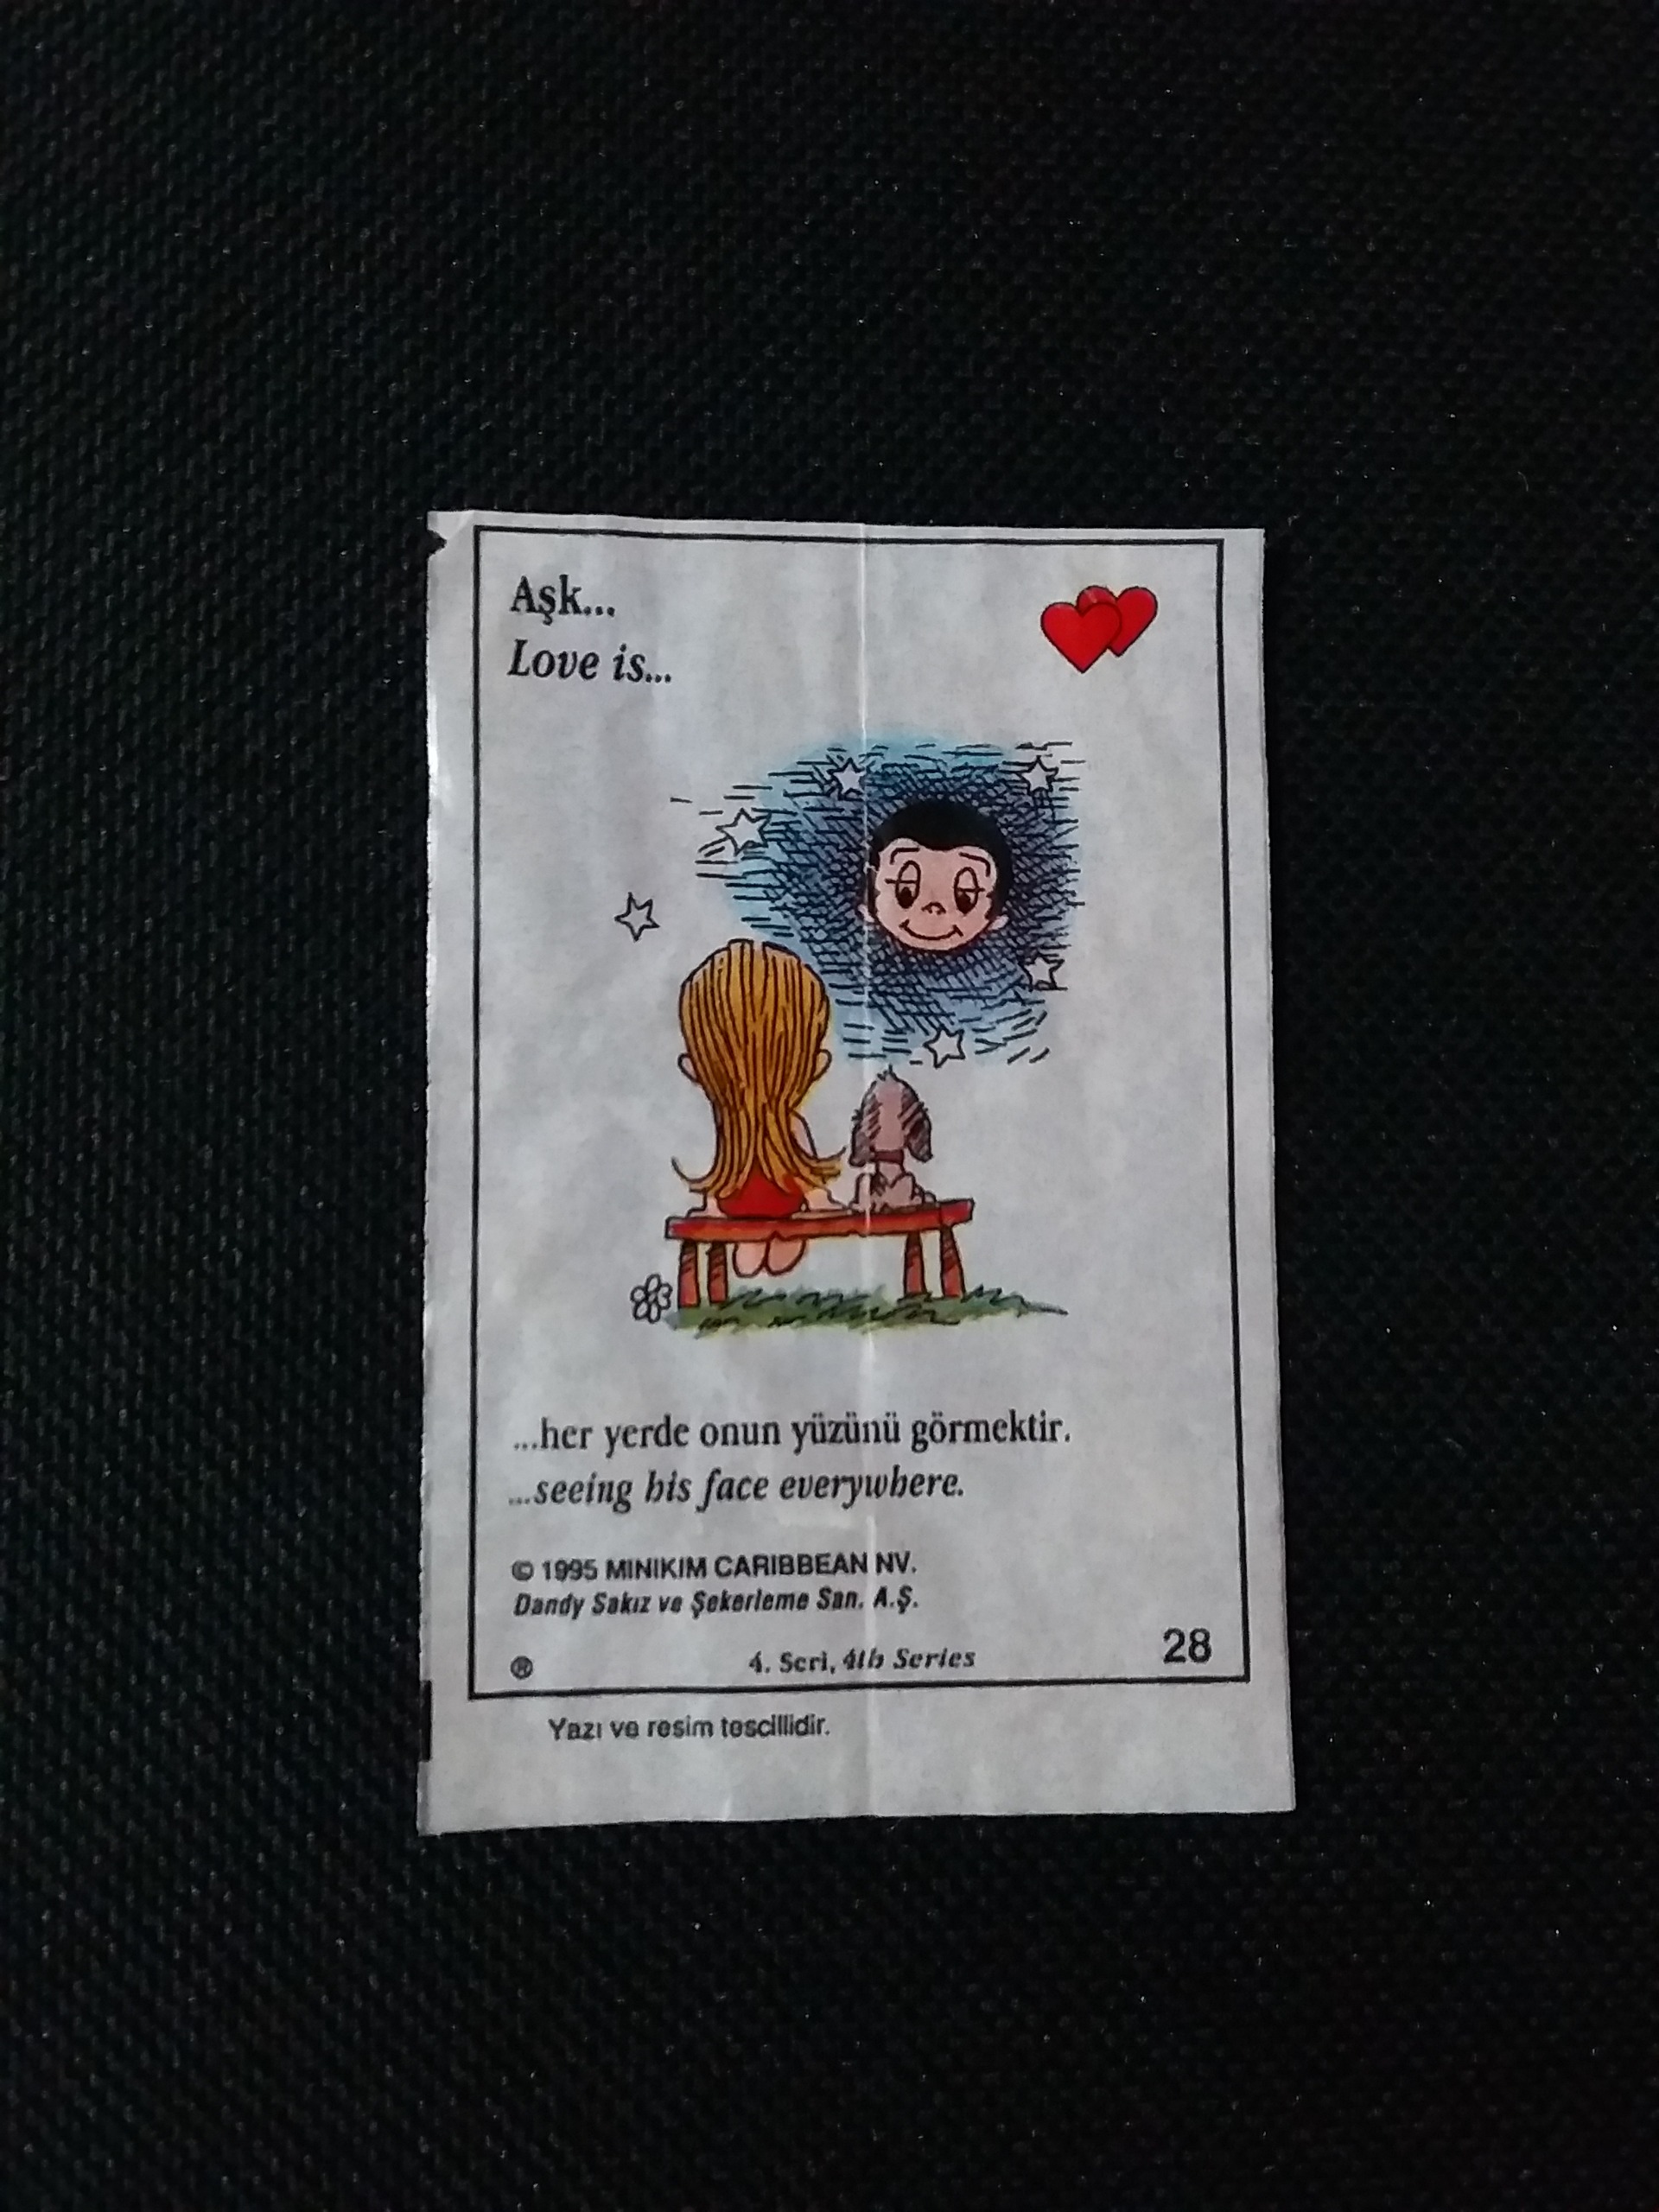 Aşk...
Love is...
...her yerde onun yüzünü görmektir.
...seeing his face everywhere.
© 1995 MINIKIM CARIBBEAN NV.
Dandy Sakız ve Şekerleme San. A.Ş.
® 4. Seri, 4th Series 28
Yazı ve resim tescillidir.